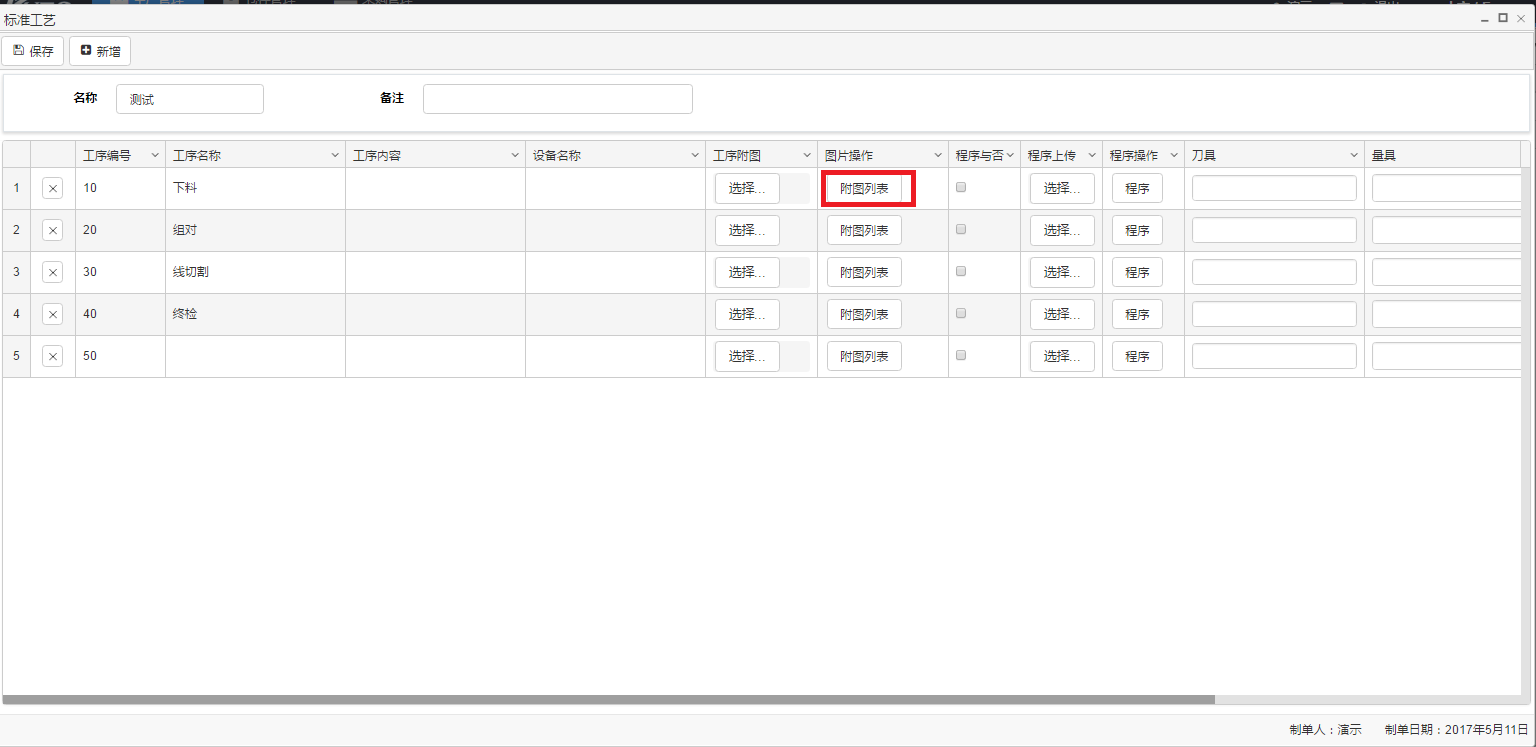 标准工艺
保存 新增
名称 测试 备注
工序编号 工序名称 工序内容 设备名称 工序附图 图片操作 程序与否 程序上传 程序操作 刀具 量具
1 10 下料 选择... 附图列表 选择... 程序
2 20 组对 选择... 附图列表 选择... 程序
3 30 线切割 选择... 附图列表 选择... 程序
4 40 终检 选择... 附图列表 选择... 程序
5 50 选择... 附图列表 选择... 程序
制单人：演示 制单日期：2017年5月11日